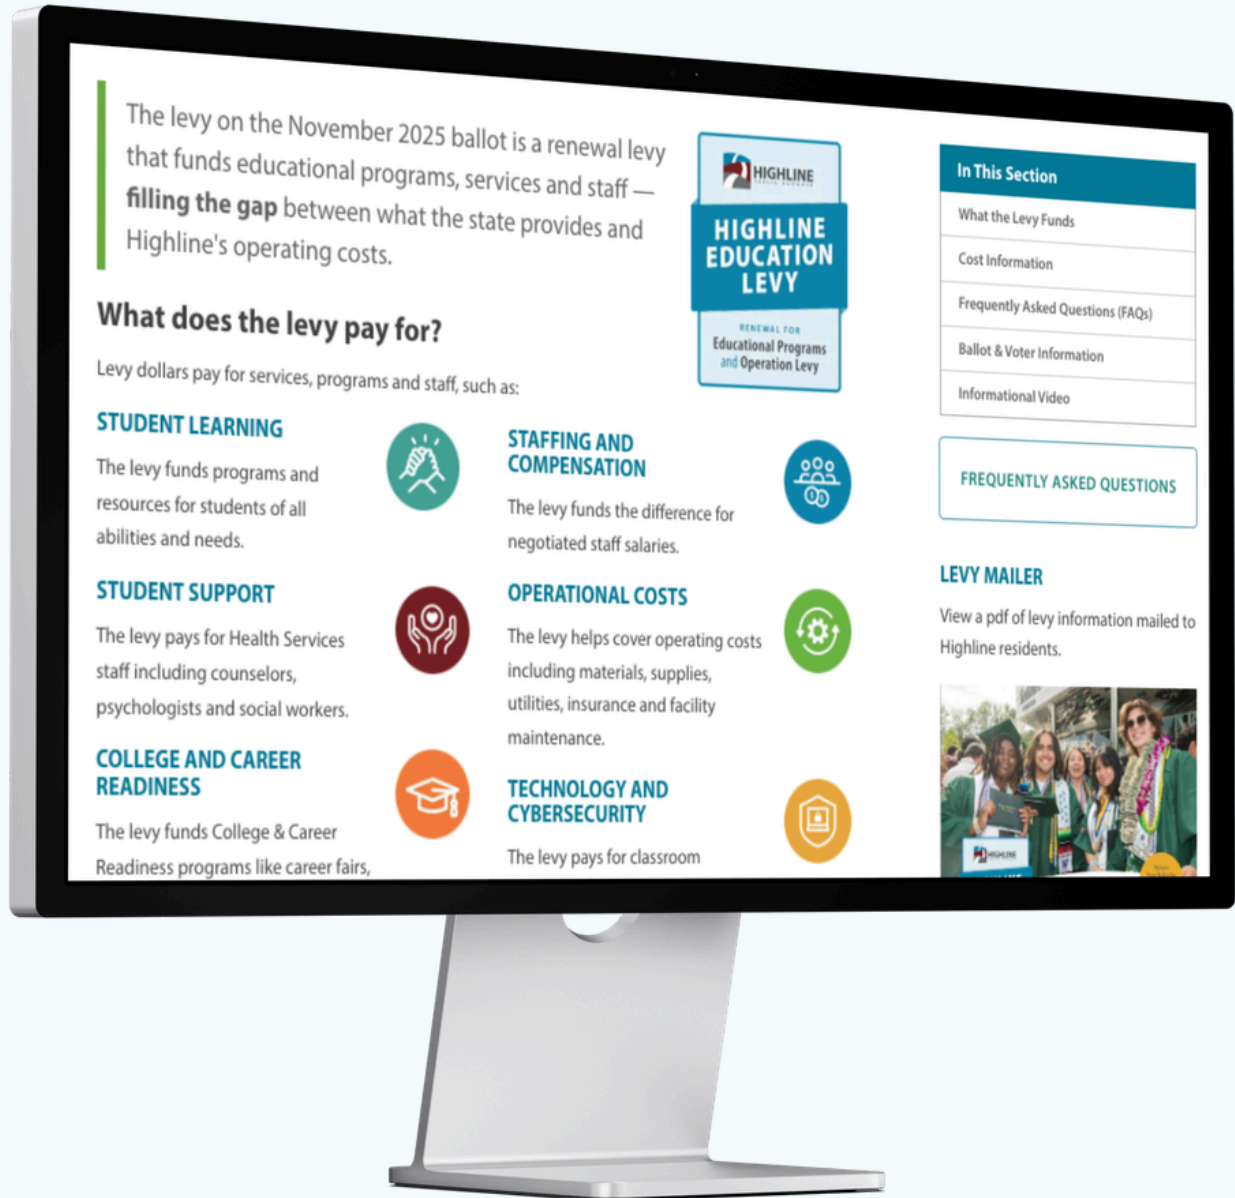 The levy on the November 2025 ballot is a renewal levy
that funds educational programs, services and staff —
filling the gap between what the state provides and
Highline's operating costs.
What does the levy pay for?
Levy dollars pay for services, programs and staff, such as:
STUDENT LEARNING
The levy funds programs and
resources for students of all
abilities and needs.
STUDENT SUPPORT
The levy pays for Health Services
staff including counselors,
psychologists and social workers.
COLLEGE AND CAREER
READINESS
The levy funds College & Career
Readiness programs like career fairs,
STAFFING AND
COMPENSATION
The levy funds the difference for
negotiated staff salaries.
OPERATIONAL COSTS
The levy helps cover operating costs
including materials, supplies,
utilities, insurance and facility
maintenance.
TECHNOLOGY AND
CYBERSECURITY
The levy pays for classroom
HIGHLINE
PUBLIC SCHOOLS
HIGHLINE
EDUCATION
LEVY
RENEWAL FOR
Educational Programs
and Operation Levy
In This Section
What the Levy Funds
Cost Information
Frequently Asked Questions (FAQs)
Ballot & Voter Information
Informational Video
FREQUENTLY ASKED QUESTIONS
LEVY MAILER
View a pdf of levy information mailed to
Highline residents.
HIGHLINE